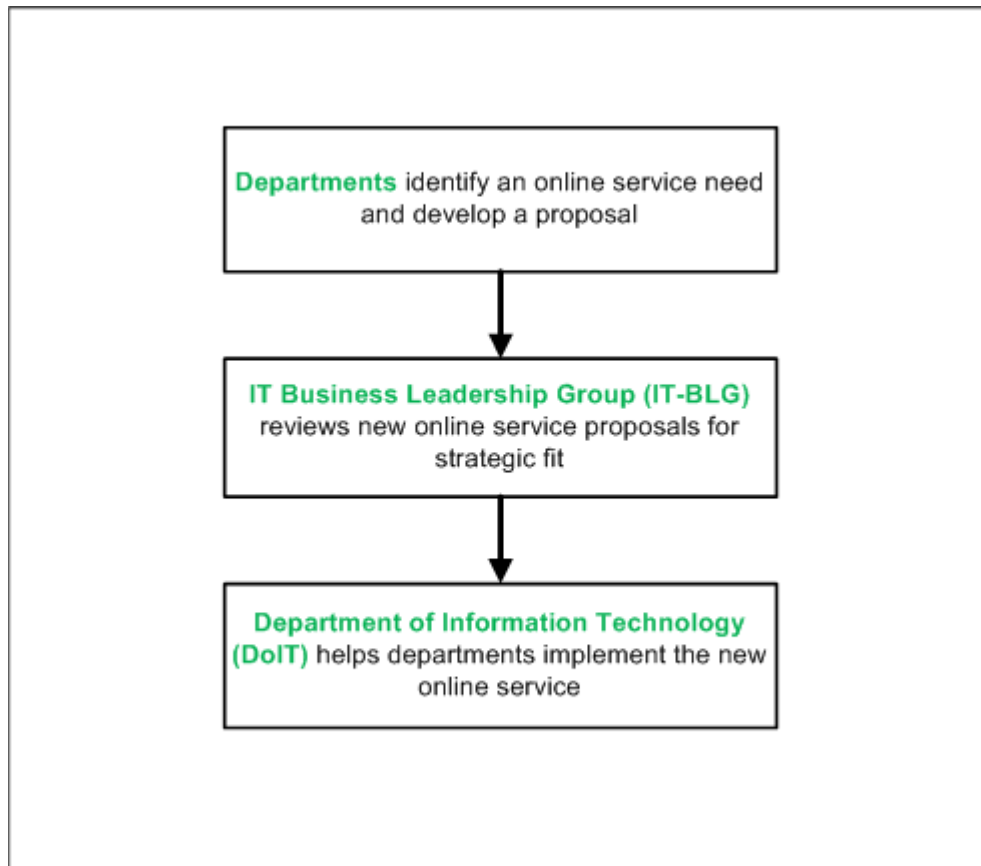 Departments identify an online service need
and develop a proposal
IT Business Leadership Group (IT-BLG)
reviews new online service proposals for
strategic fit
Department of Information Technology
(DoIT) helps departments implement the new
online service